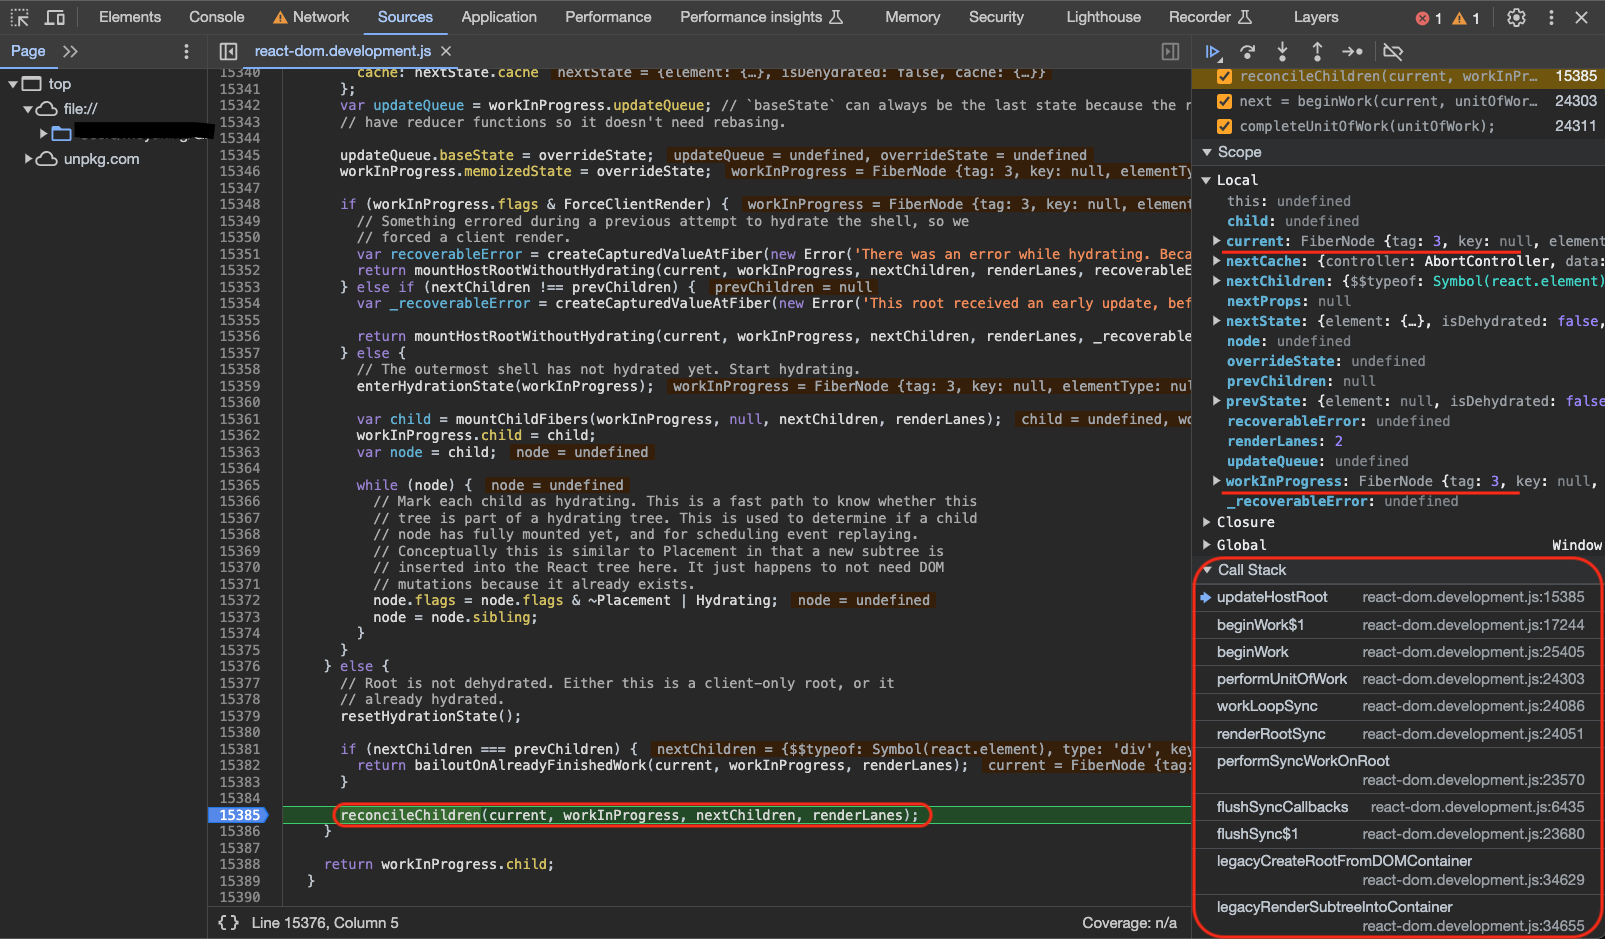 Elements Console Network Sources Application Performance Performance insights Memory Security Lighthouse Recorder Layers 1 1
Page
react-dom.development.js
top
file://
unpkg.com
15340 cache: nextState.cache nextState = {element: {…}, isDehydrated: false, cache: {…}}
15341 };
15342 var updateQueue = workInProgress.updateQueue; // `baseState` can always be the last state because the r
15343 // have reducer functions so it doesn't need rebasing.
15344
15345 updateQueue.baseState = overrideState; updateQueue = undefined, overrideState = undefined
15346 workInProgress.memoizedState = overrideState; workInProgress = FiberNode {tag: 3, key: null, elementTy
15347
15348 if (workInProgress.flags & ForceClientRender) { workInProgress = FiberNode {tag: 3, key: null, element
15349 // Something errored during a previous attempt to hydrate the shell, so we
15350 // forced a client render.
15351 var recoverableError = createCapturedValueAtFiber(new Error('There was an error while hydrating. Beca
15352 return mountHostRootWithoutHydrating(current, workInProgress, nextChildren, renderLanes, recoverableE
15353 } else if (nextChildren !== prevChildren) { prevChildren = null
15354 var _recoverableError = createCapturedValueAtFiber(new Error('This root received an early update, bef
15355
15356 return mountHostRootWithoutHydrating(current, workInProgress, nextChildren, renderLanes, _recoverable
15357 } else {
15358 // The outermost shell has not hydrated yet. Start hydrating.
15359 enterHydrationState(workInProgress); workInProgress = FiberNode {tag: 3, key: null, elementType: nul
15360
15361 var child = mountChildFibers(workInProgress, null, nextChildren, renderLanes); child = undefined, wo
15362 workInProgress.child = child;
15363 var node = child; node = undefined
15364
15365 while (node) { node = undefined
15366 // Mark each child as hydrating. This is a fast path to know whether this
15367 // tree is part of a hydrating tree. This is used to determine if a child
15368 // node has fully mounted yet, and for scheduling event replaying.
15369 // Conceptually this is similar to Placement in that a new subtree is
15370 // inserted into the React tree here. It just happens to not need DOM
15371 // mutations because it already exists.
15372 node.flags = node.flags & ~Placement | Hydrating; node = undefined
15373 node = node.sibling;
15374 }
15375 }
15376 } else {
15377 // Root is not dehydrated. Either this is a client-only root, or it
15378 // already hydrated.
15379 resetHydrationState();
15380
15381 if (nextChildren === prevChildren) { nextChildren = {$$typeof: Symbol(react.element), type: 'div', key
15382 return bailoutOnAlreadyFinishedWork(current, workInProgress, renderLanes); current = FiberNode {tag:
15383 }
15384
15385 reconcileChildren(current, workInProgress, nextChildren, renderLanes);
15386 }
15387
15388 return workInProgress.child;
15389 }
15390
{} Line 15376, Column 5 Coverage: n/a
reconcileChildren(current, workInPr… 15385
next = beginWork(current, unitOfWor… 24303
completeUnitOfWork(unitOfWork); 24311
Scope
Local
this: undefined
child: undefined
current: FiberNode {tag: 3, key: null, element
nextCache: {controller: AbortController, data:
nextChildren: {$$typeof: Symbol(react.element)
nextProps: null
nextState: {element: {…}, isDehydrated: false,
node: undefined
overrideState: undefined
prevChildren: null
prevState: {element: null, isDehydrated: false
recoverableError: undefined
renderLanes: 2
updateQueue: undefined
workInProgress: FiberNode {tag: 3, key: null,
_recoverableError: undefined
Closure
Global Window
Call Stack
updateHostRoot react-dom.development.js:15385
beginWork$1 react-dom.development.js:17244
beginWork react-dom.development.js:25405
performUnitOfWork react-dom.development.js:24303
workLoopSync react-dom.development.js:24086
renderRootSync react-dom.development.js:24051
performSyncWorkOnRoot
react-dom.development.js:23570
flushSyncCallbacks react-dom.development.js:6435
flushSync$1 react-dom.development.js:23680
legacyCreateRootFromDOMContainer
react-dom.development.js:34629
legacyRenderSubtreeIntoContainer
react-dom.development.js:34655